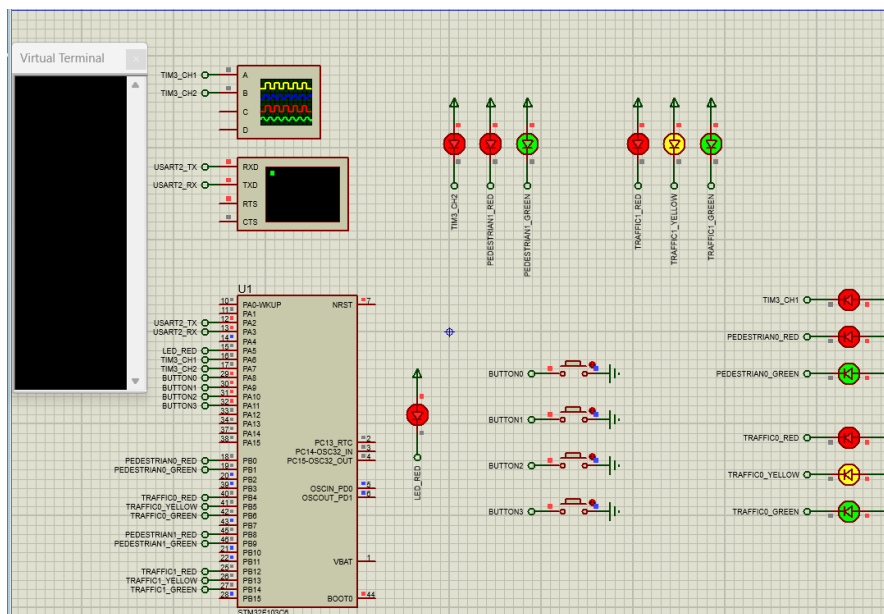 Virtual Terminal
TIM3_CH1
TIM3_CH2
A
B
C
D
USART2_TX
USART2_RX
RXD
TXD
RTS
CTS
TIM3_CH2
PEDESTRIAN1_RED
PEDESTRIAN1_GREEN
TRAFFIC1_RED
TRAFFIC1_YELLOW
TRAFFIC1_GREEN
U1
10 PA0-WKUP
11 PA1
USART2_TX 12 PA2
USART2_RX 13 PA3
14 PA4
LED_RED 15 PA5
TIM3_CH1 16 PA6
TIM3_CH2 17 PA7
BUTTON0 29 PA8
BUTTON1 30 PA9
BUTTON2 31 PA10
BUTTON3 32 PA11
33 PA12
34 PA13
37 PA14
38 PA15
PEDESTRIAN0_RED 18 PB0
PEDESTRIAN0_GREEN 19 PB1
20 PB2
39 PB3
TRAFFIC0_RED 40 PB4
TRAFFIC0_YELLOW 41 PB5
TRAFFIC0_GREEN 42 PB6
43 PB7
PEDESTRIAN1_RED 45 PB8
PEDESTRIAN1_GREEN 46 PB9
21 PB10
22 PB11
TRAFFIC1_RED 25 PB12
TRAFFIC1_YELLOW 26 PB13
TRAFFIC1_GREEN 27 PB14
28 PB15
NRST 7
PC13_RTC 2
PC14-OSC32_IN 3
PC15-OSC32_OUT 4
OSCIN_PD0 5
OSCOUT_PD1 6
VBAT 1
BOOT0 44
STM32F103C6
LED_RED
BUTTON0
BUTTON1
BUTTON2
BUTTON3
TIM3_CH1
PEDESTRIAN0_RED
PEDESTRIAN0_GREEN
TRAFFIC0_RED
TRAFFIC0_YELLOW
TRAFFIC0_GREEN